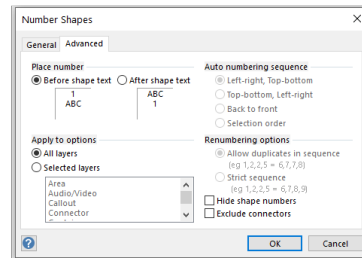 Number Shapes
General Advanced
Place number
Before shape text After shape text
1 ABC
ABC 1
Apply to options
All layers
Selected layers
Area
Audio/Video
Callout
Connector
Auto numbering sequence
Left-right, Top-bottom
Top-bottom, Left-right
Back to front
Selection order
Renumbering options
Allow duplicates in sequence
(eg 1,2,2,5 = 6,7,7,8)
Strict sequence
(eg 1,2,2,5 = 6,7,8,9)
Hide shape numbers
Exclude connectors
? OK Cancel